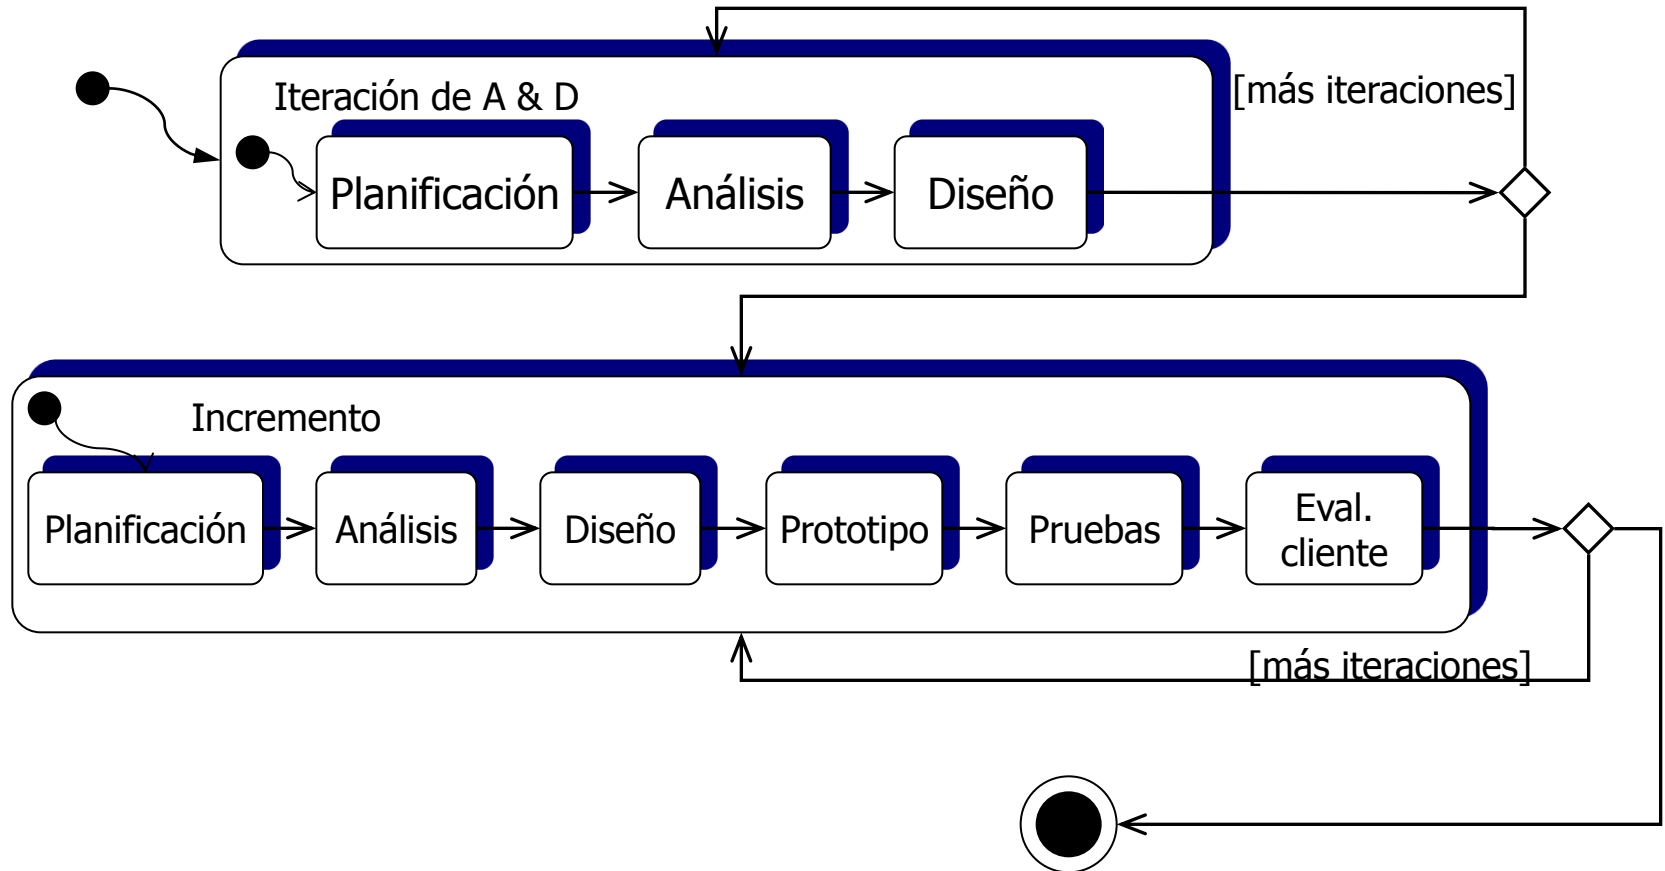 Iteración de A & D
[más iteraciones]
Planificación
Análisis
Diseño
Incremento
Planificación
Análisis
Diseño
Prototipo
Pruebas
Eval.
cliente
[más iteraciones]